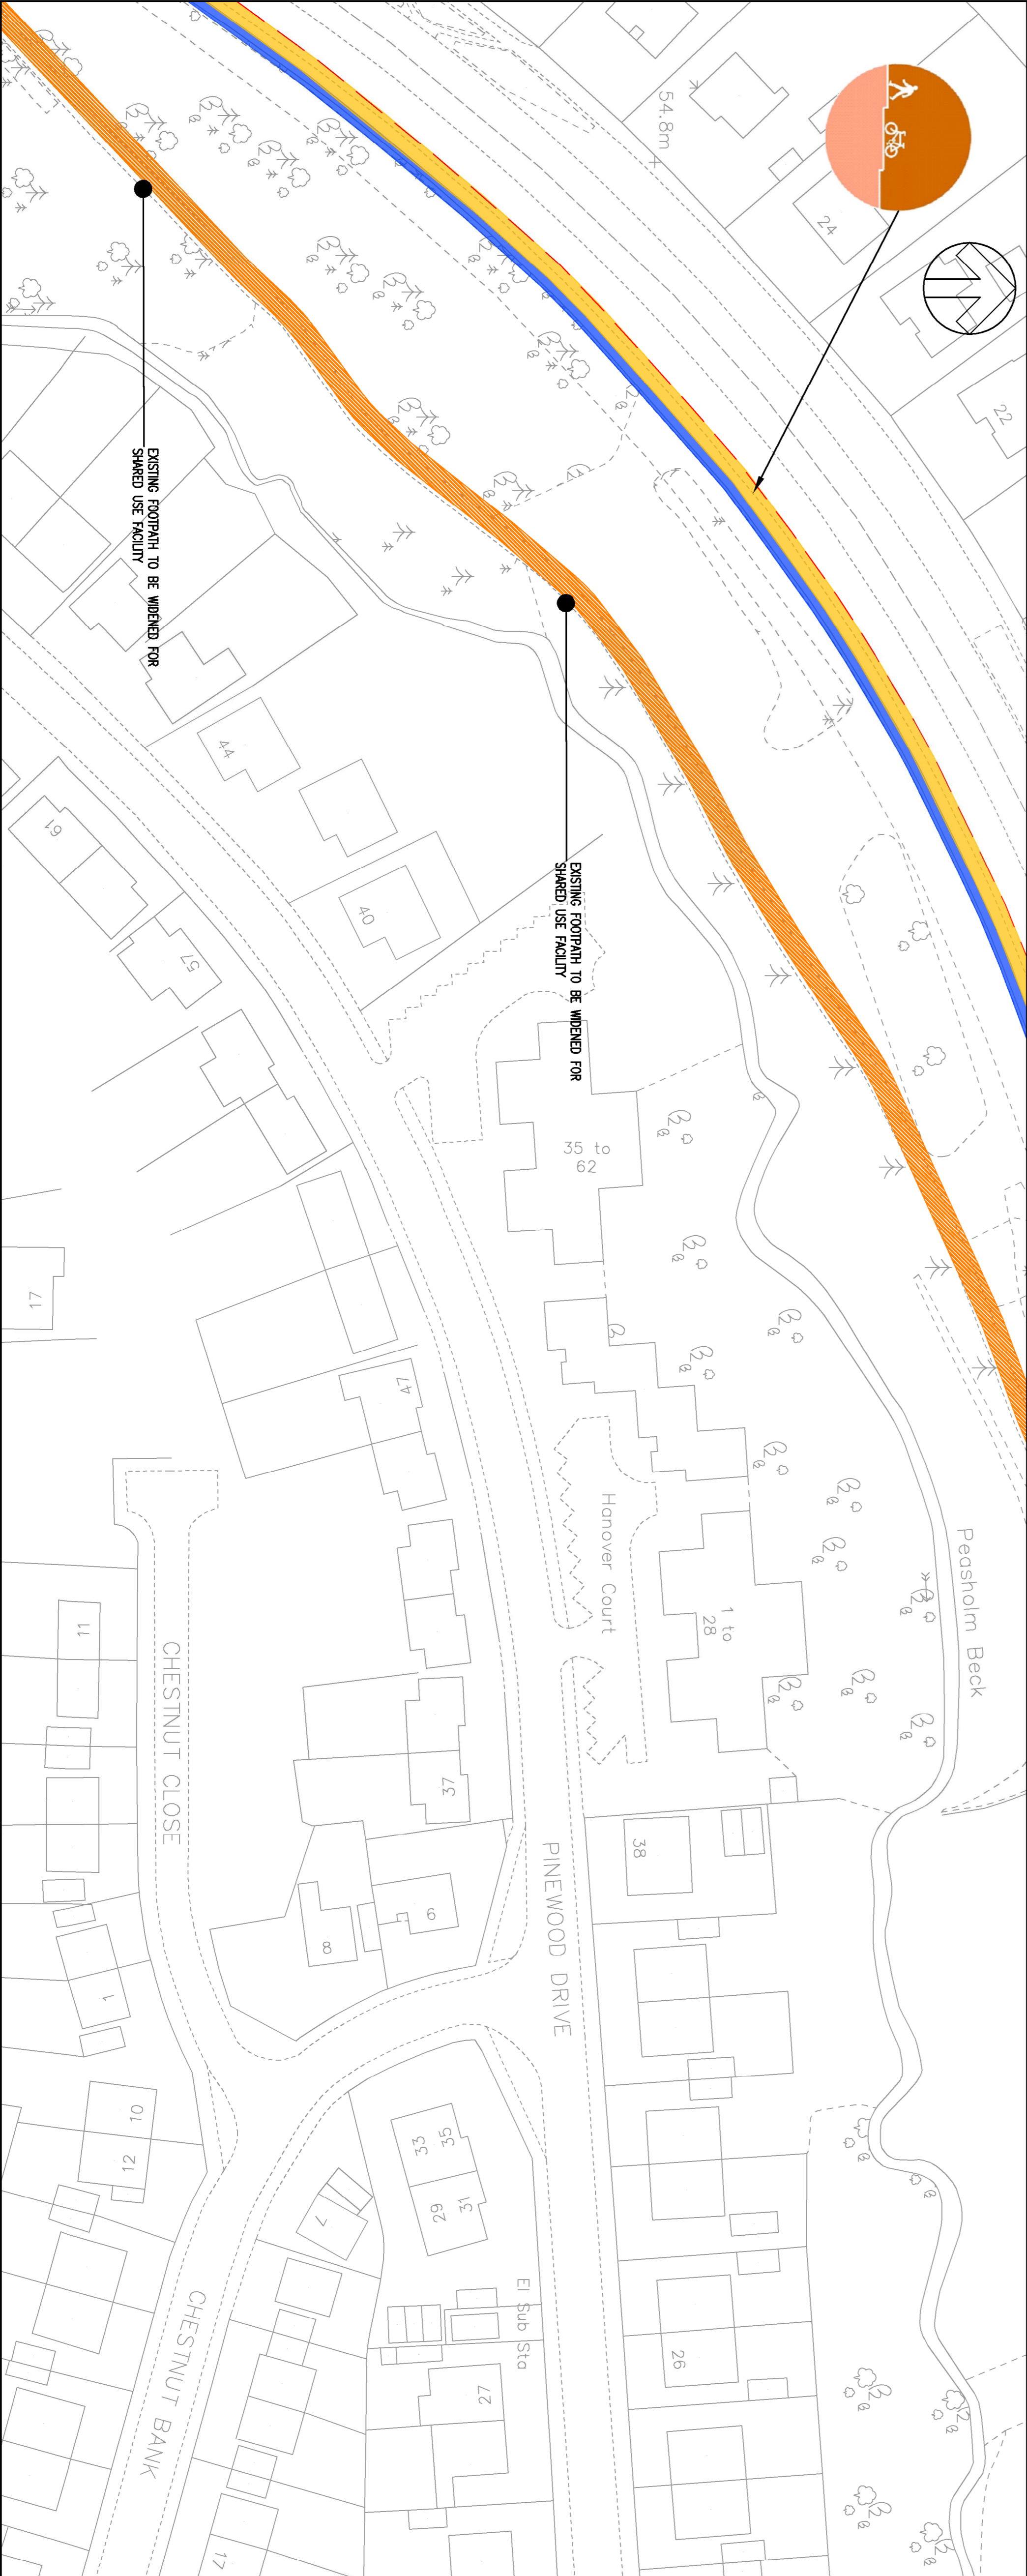 54.8m
24
22
EXISTING FOOTPATH TO BE WIDENED FOR
SHARED USE FACILITY
EXISTING FOOTPATH TO BE WIDENED FOR
SHARED USE FACILITY
44
40
61
57
35 to
62
17
47
Hanover Court
1 to
28
Peasholm Beck
11
CHESTNUT CLOSE
37
38
PINEWOOD DRIVE
9
8
1
10
12
33
35
29
31
7
El Sub Sta
27
26
CHESTNUT BANK
17